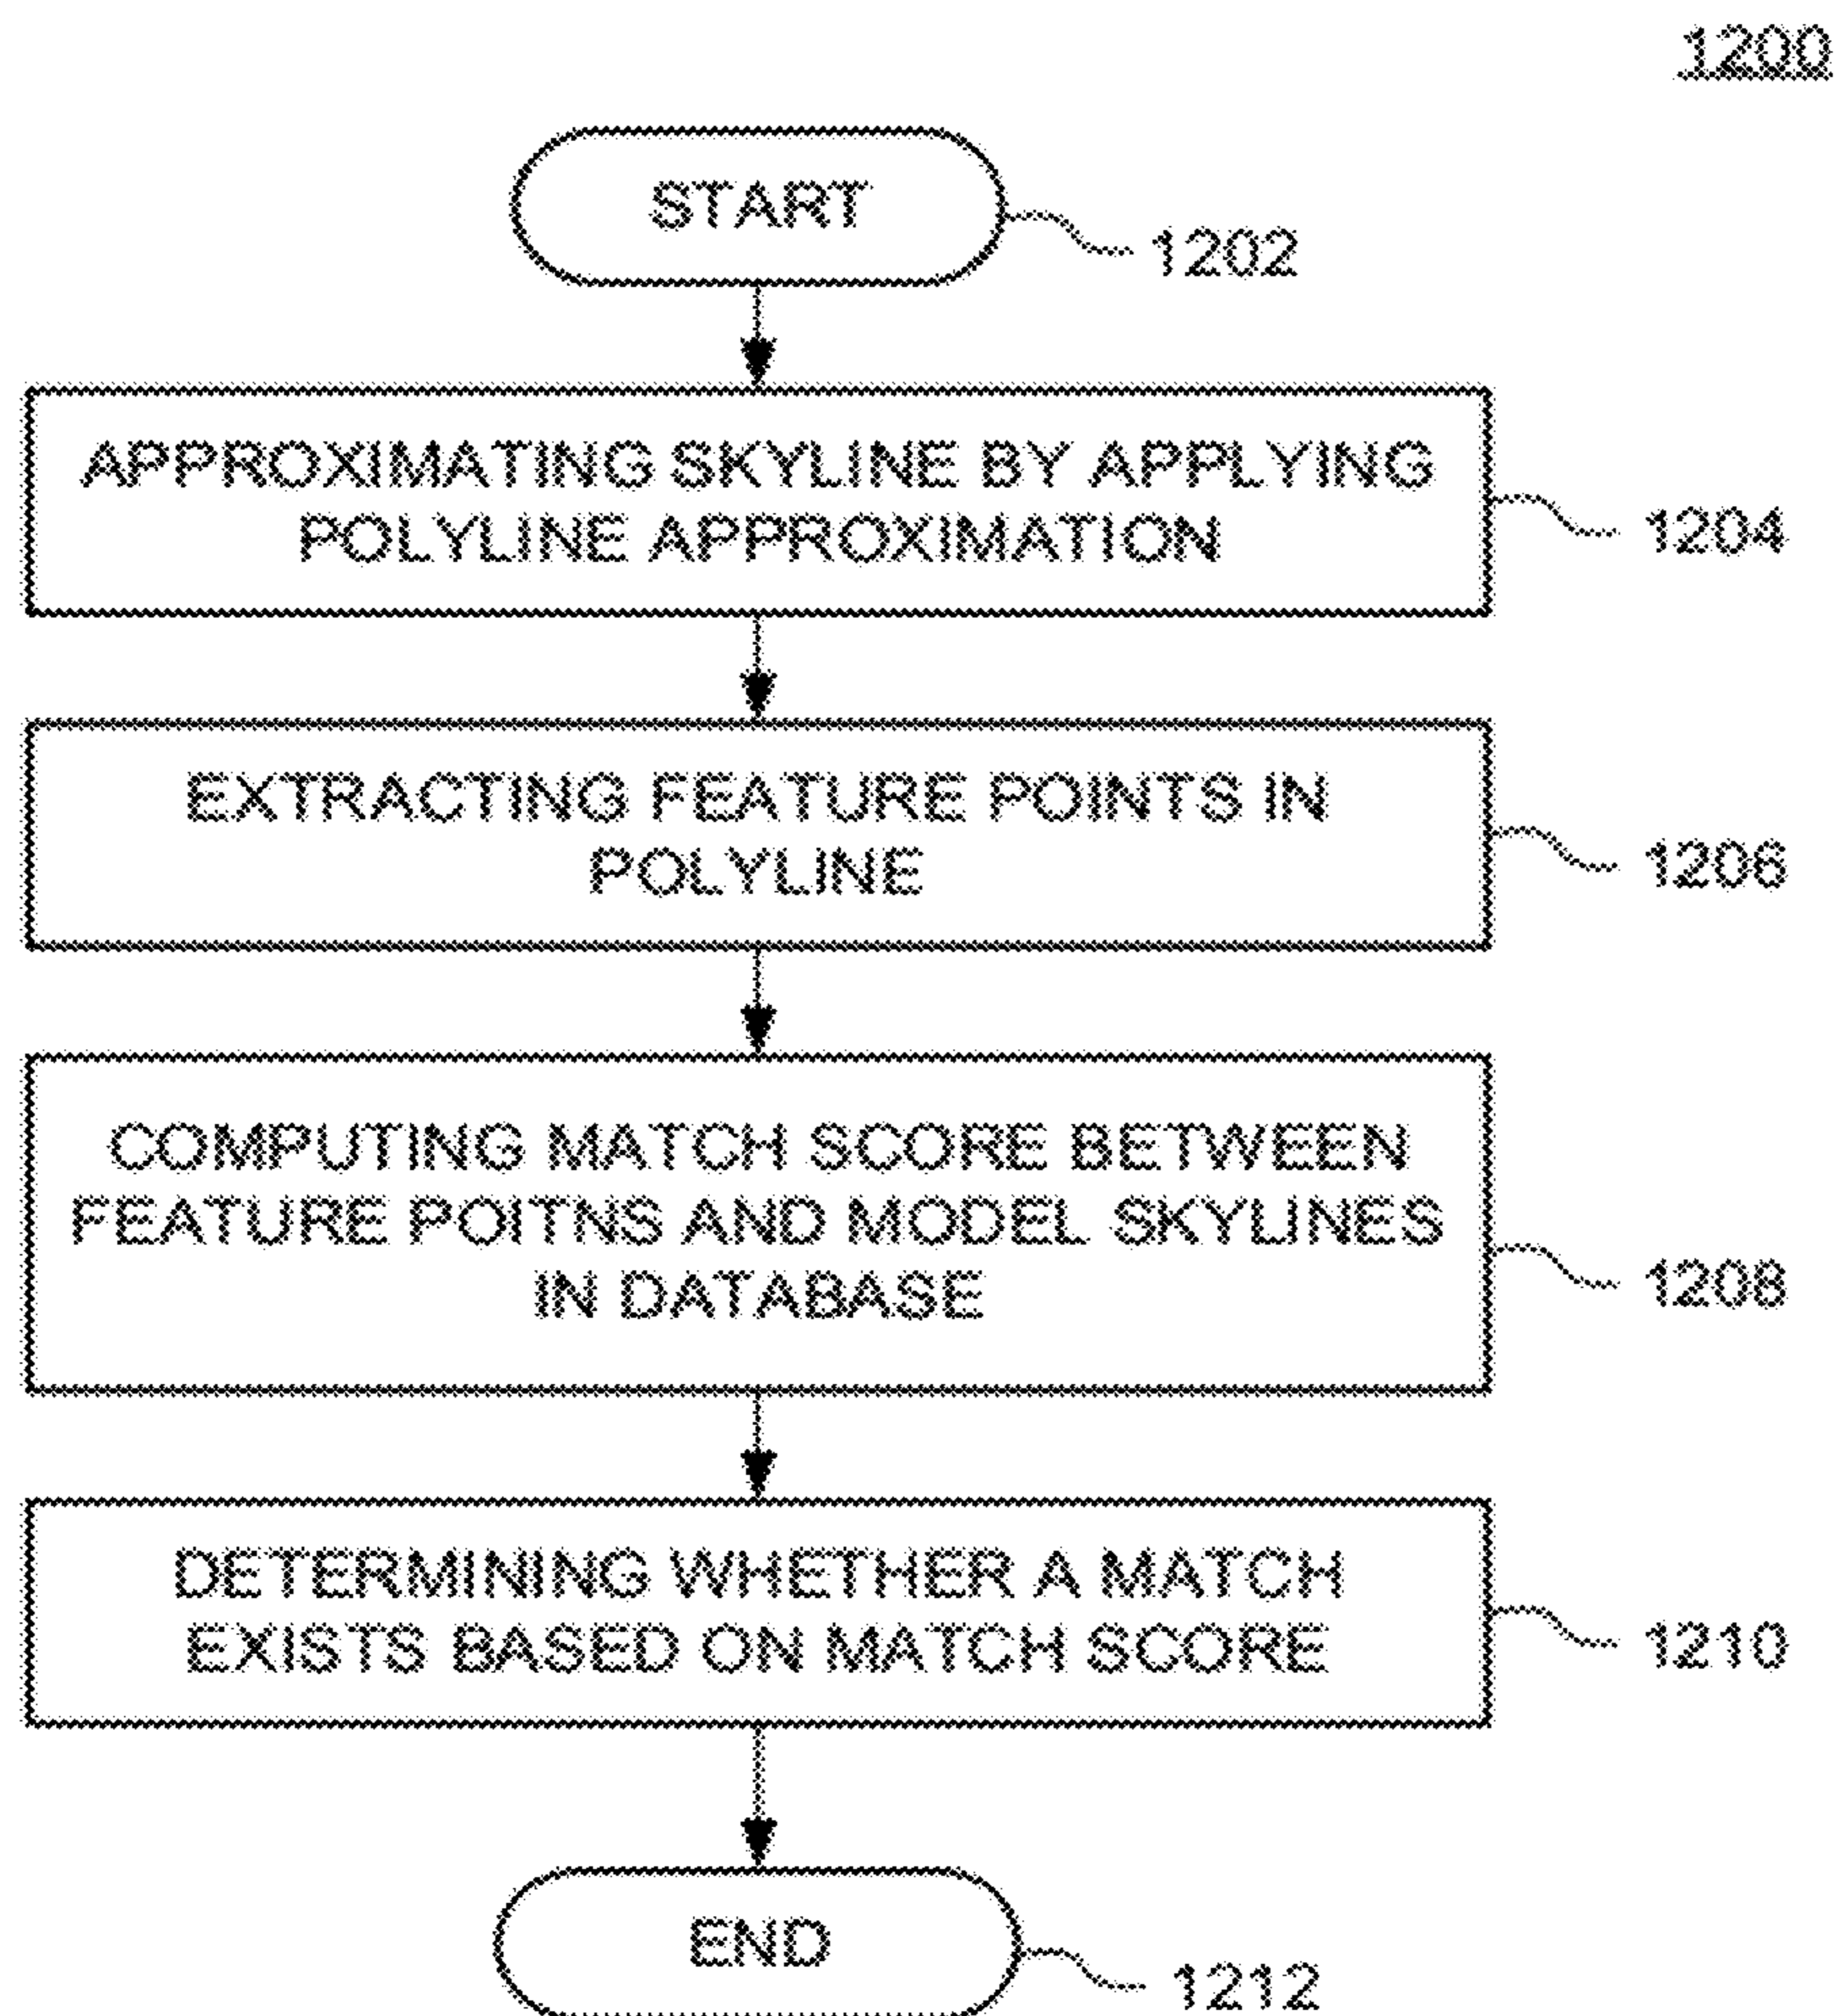 1200
START
1202
APPROXIMATING SKYLINE BY APPLYING
POLYLINE APPROXIMATION
1204
EXTRACTING FEATURE POINTS IN
POLYLINE
1206
COMPUTING MATCH SCORE BETWEEN
FEATURE POITNS AND MODEL SKYLINES
IN DATABASE
1208
DETERMINING WHETHER A MATCH
EXISTS BASED ON MATCH SCORE
1210
END
1212